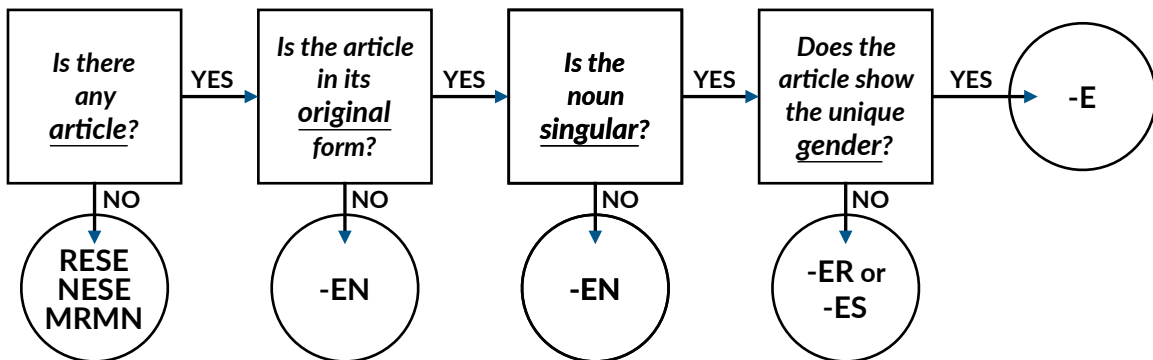 Is there
any
article?
YES
NO
RESE
NESE
MRMN
Is the article
in its
original
form?
YES
NO
-EN
Is the
noun
singular?
YES
NO
-EN
Does the
article show
the unique
gender?
YES
NO
-ER or
-ES
-E